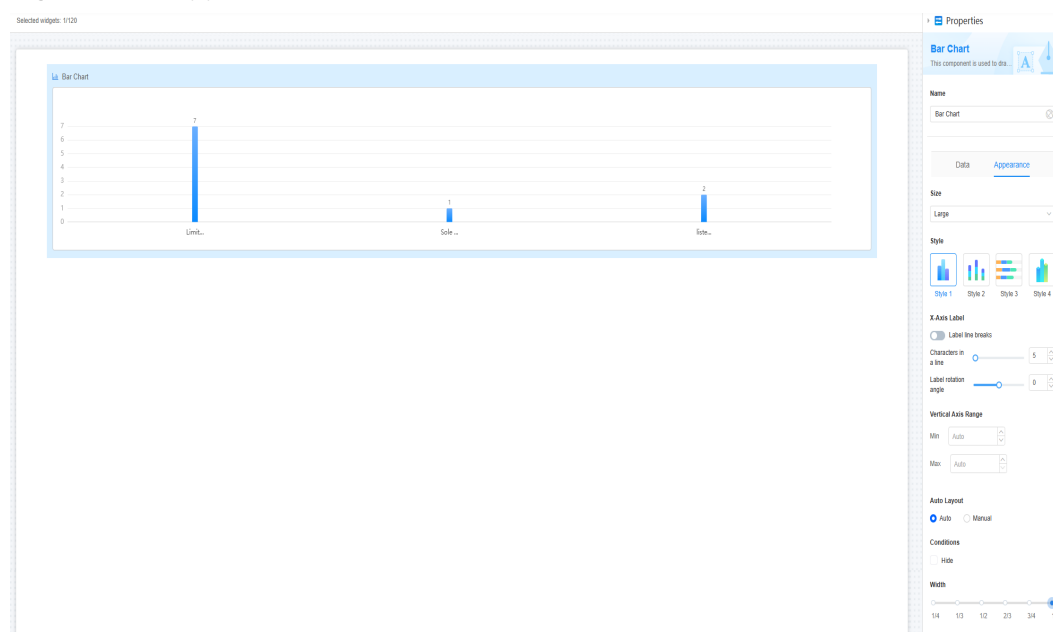 Selected widgets: 1/120
Properties
Bar Chart
This component is used to dra...
A
Name
Bar Chart
Data Appearance
Size
Large
Style
Style 1 Style 2 Style 3 Style 4
X-Axis Label
Label line breaks
Characters in
a line
5
Label rotation
angle
0
Vertical Axis Range
Min Auto
Max Auto
Auto Layout
Auto Manual
Conditions
Hide
Width
1/4 1/3 1/2 2/3 3/4
Bar Chart
7
6
5
4
3
2
1
0
7
1
2
Limit...
Sole ...
liste...